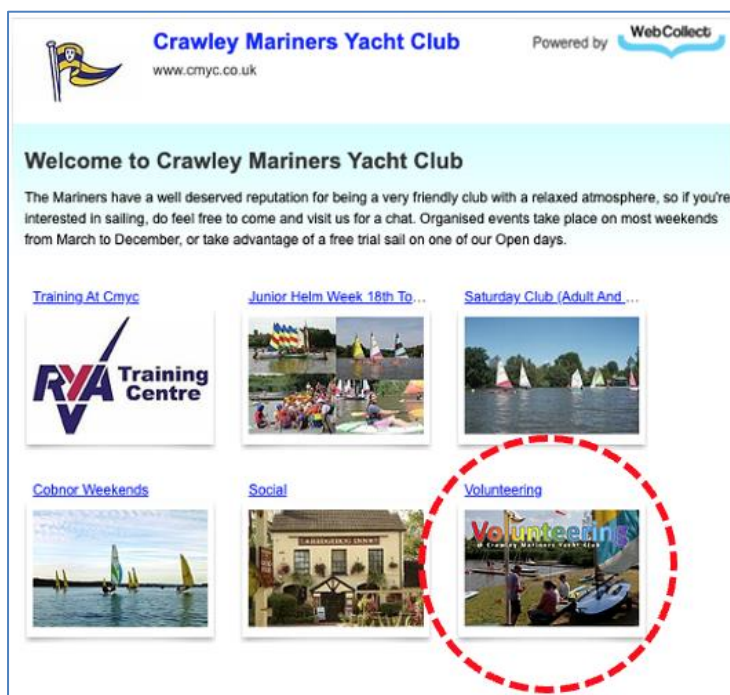 Crawley Mariners Yacht Club
www.cmyc.co.uk
Powered by WebCollect
Welcome to Crawley Mariners Yacht Club
The Mariners have a well deserved reputation for being a very friendly club with a relaxed atmosphere, so if you're
interested in sailing, do feel free to come and visit us for a chat. Organised events take place on most weekends
from March to December, or take advantage of a free trial sail on one of our Open days.
Training At Cmyc
Junior Helm Week 18th To...
Saturday Club (Adult And ...
RYA Training
Centre
Cobnor Weekends
Social
Volunteering
Volunteering
@ Crawley Mariners Yacht Club